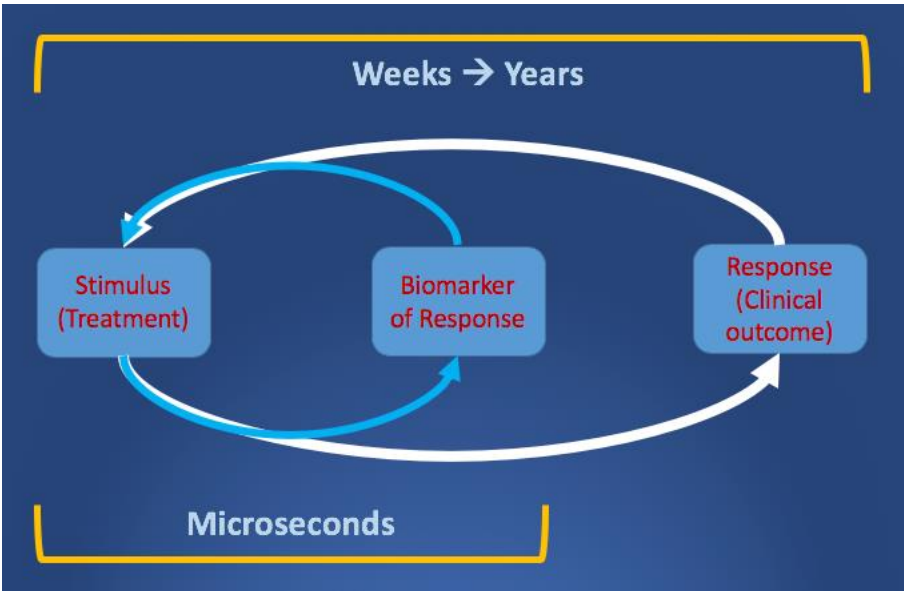 Weeks → Years
Stimulus
(Treatment)
Biomarker
of Response
Response
(Clinical
outcome)
Microseconds